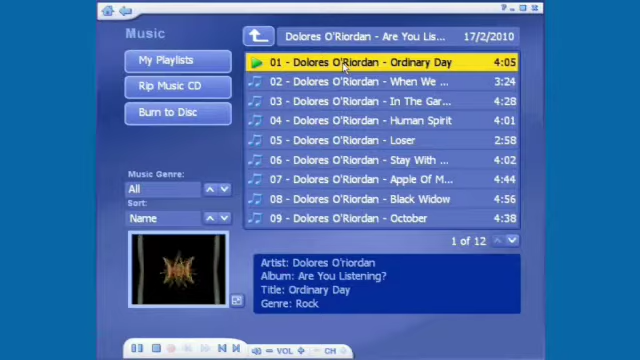 Music
Dolores O'Riordan - Are You Lis... 17/2/2010
My Playlists
Rip Music CD
Burn to Disc
01 - Dolores O'Riordan - Ordinary Day 4:05
02 - Dolores O'Riordan - When We ... 3:24
03 - Dolores O'Riordan - In The Gar... 4:28
04 - Dolores O'Riordan - Human Spirit 4:01
05 - Dolores O'Riordan - Loser 2:58
06 - Dolores O'Riordan - Stay With ... 4:02
07 - Dolores O'Riordan - Apple Of M... 4:44
08 - Dolores O'Riordan - Black Widow 4:56
09 - Dolores O'Riordan - October 4:38
Music Genre:
All
Sort:
Name
1 of 12
Artist: Dolores O'riordan
Album: Are You Listening?
Title: Ordinary Day
Genre: Rock
- VOL + - CH +